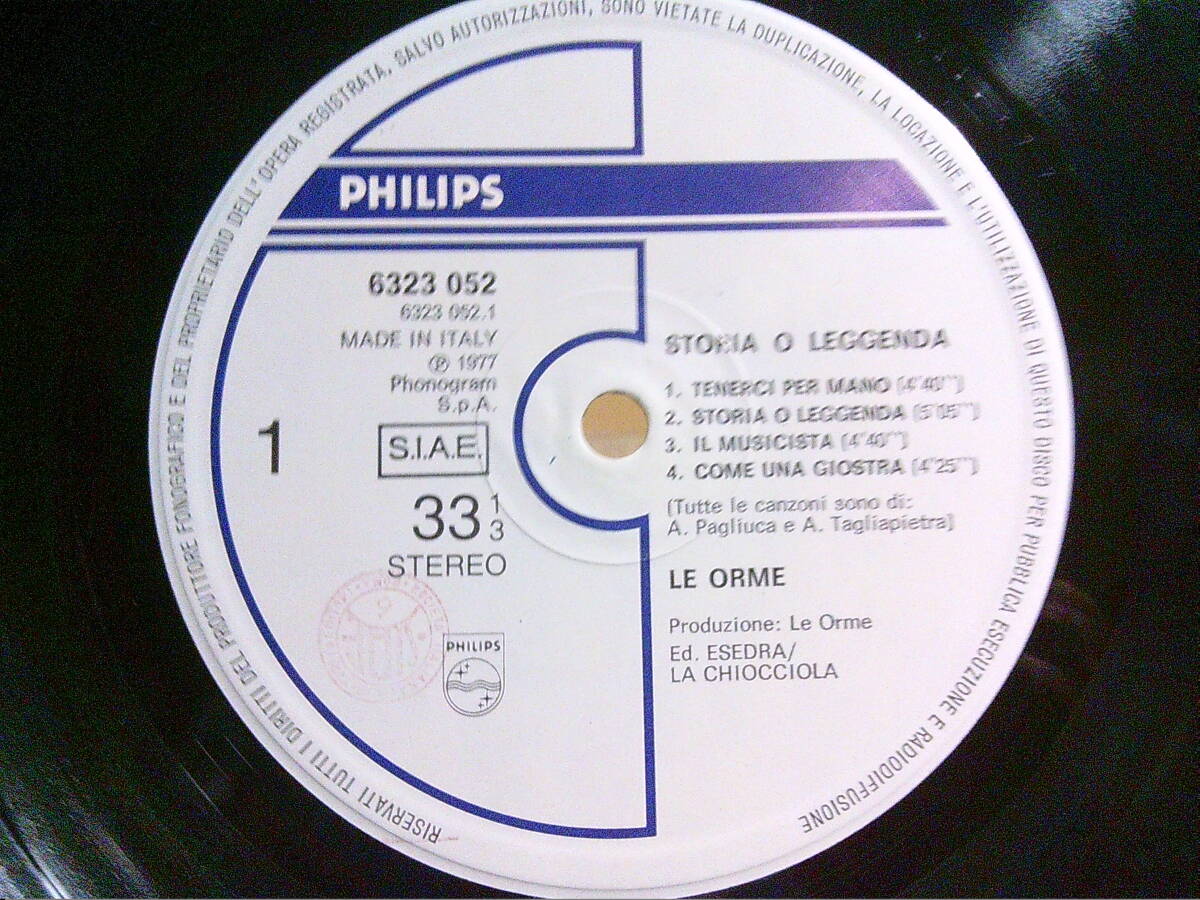 RISERVATI TUTTI I DIRITTI DEL PRODUTTORE FONOGRAFICO E DEL PROPRIETARIO DELL'OPERA REGISTRATA, SALVO AUTORIZZAZIONI, SONO VIETATE LA DUPLICAZIONE, LA LOCAZIONE E L'UTILIZZAZIONE DI QUESTO DISCO PER PUBBLICA ESECUZIONE E RADIODIFFUSIONE
PHILIPS
6323 052
6323 052.1
MADE IN ITALY
℗ 1977
Phonogram
S.p.A.
1
S.I.A.E.
33 1/3
STEREO
PHILIPS
STORIA O LEGGENDA
1. TENERCI PER MANO (4'40'')
2. STORIA O LEGGENDA (5'05'')
3. IL MUSICISTA (4'40'')
4. COME UNA GIOSTRA (4'25'')
(Tutte le canzoni sono di:
A. Pagliuca e A. Tagliapietra)
LE ORME
Produzione: Le Orme
Ed. ESEDRA/
LA CHIOCCIOLA